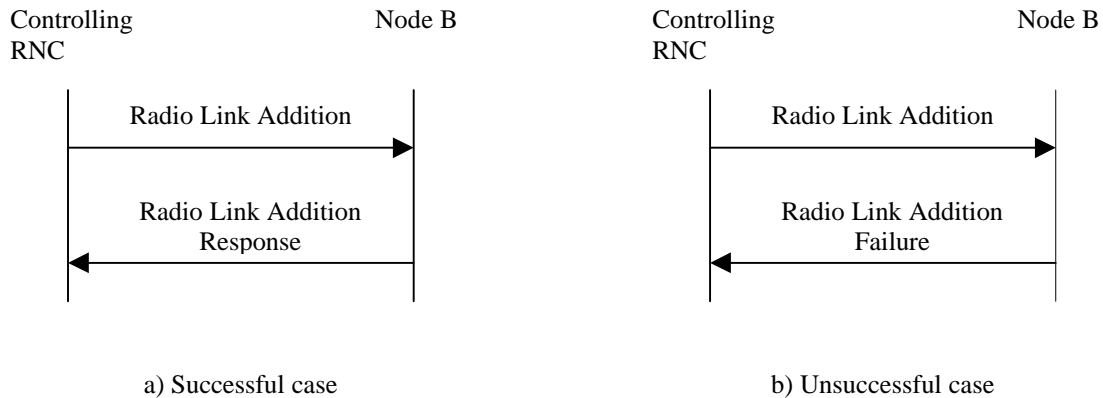 Controlling
RNC
Node B
Radio Link Addition
Radio Link Addition
Response
a) Successful case
Controlling
RNC
Node B
Radio Link Addition
Radio Link Addition
Failure
b) Unsuccessful case